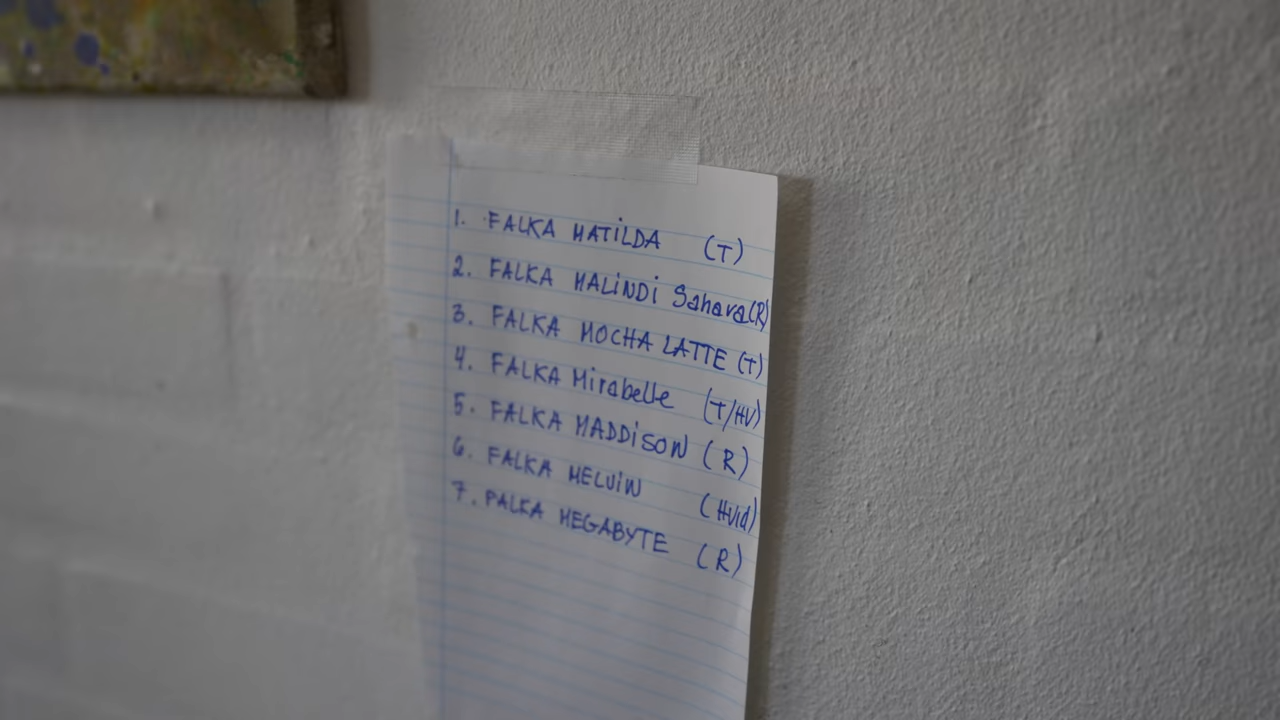 1. FALKA MATiLDA (T)
2. FALKA MALiNDi Sahara (R)
3. FALKA MOCHA LATTE (T)
4. FALKA Mirabelle (T/HV)
5. FALKA MADDiSON (R)
6. FALKA MELViN (Hvid)
7. FALKA MEGABYTE (R)